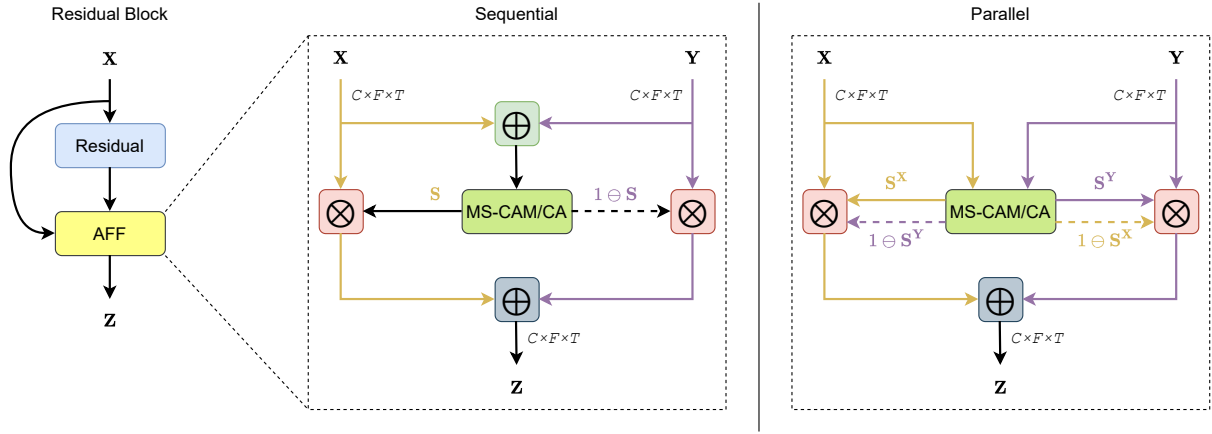 Residual Block
X
Residual
AFF
Z
Sequential
X Y
C×F×T C×F×T
⊕
S 1 ⊖ S
⊗ MS-CAM/CA ⊗
⊕
C×F×T
Z
Parallel
X Y
C×F×T C×F×T
S^X S^Y
⊗ MS-CAM/CA ⊗
1 ⊖ S^Y 1 ⊖ S^X
⊕
C×F×T
Z